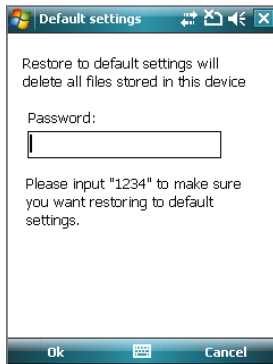 Default settings
Restore to default settings will
delete all files stored in this device
Password:
Please input "1234" to make sure
you want restoring to default
settings.
Ok
Cancel